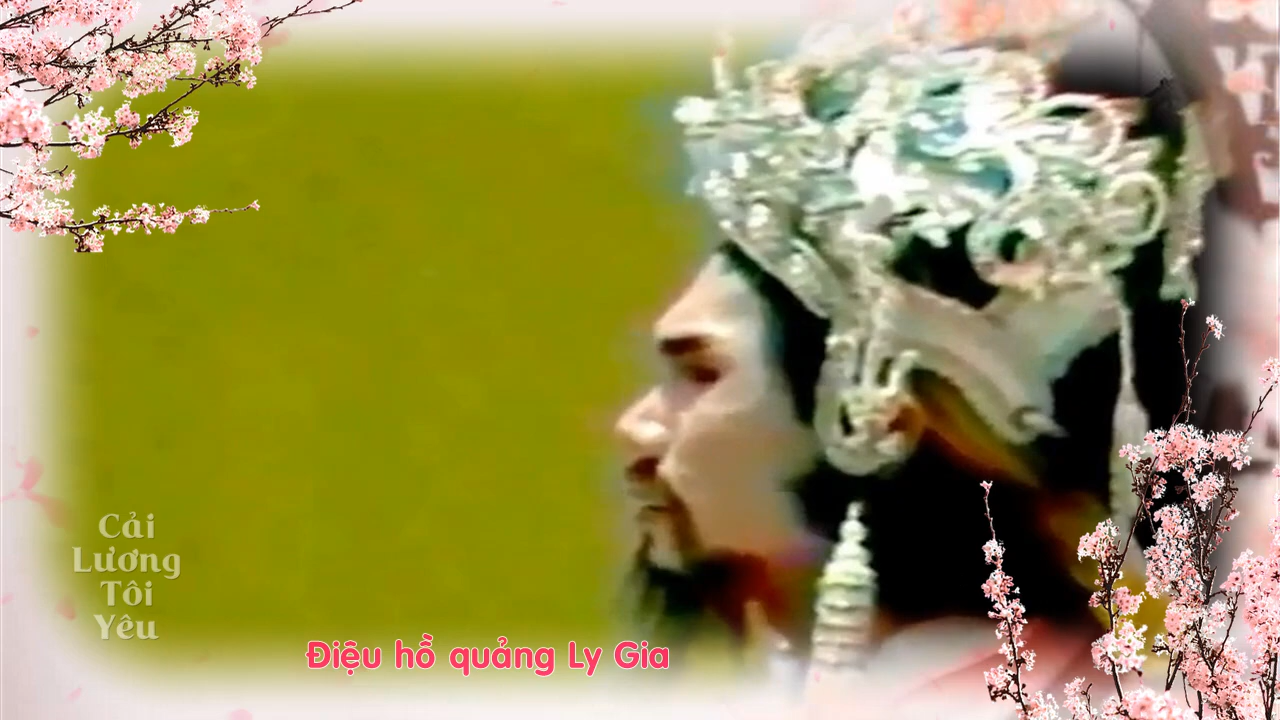 Cải
Lương
Tôi
Yêu
Điệu hồ quảng Ly Gia